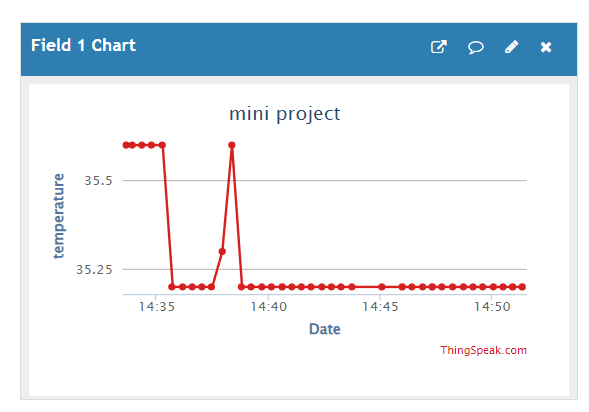 Field 1 Chart
mini project
temperature
35.5
35.25
14:35 14:40 14:45 14:50
Date
ThingSpeak.com